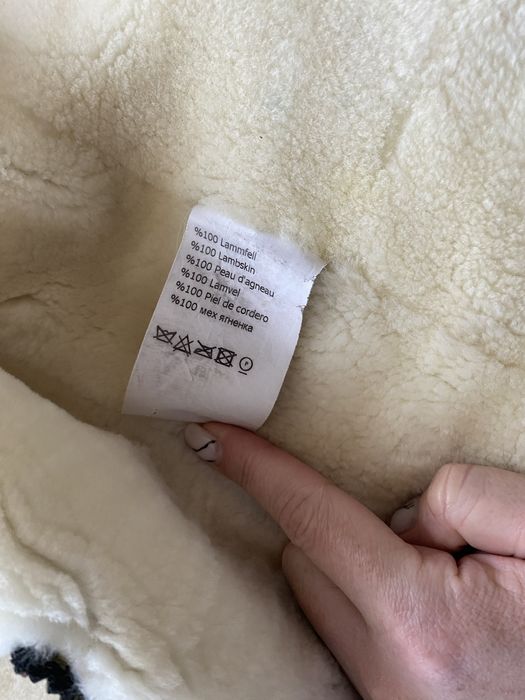 %100 Lammfell
%100 Lambskin
%100 Peau d'agneau
%100 Lamvel
%100 Piel de cordero
%100 мех ягненка
P